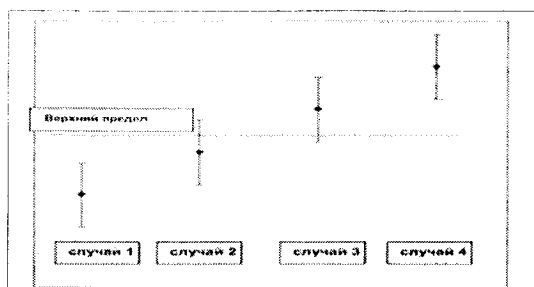 Верхний предел
случай 1
случай 2
случай 3
случай 4